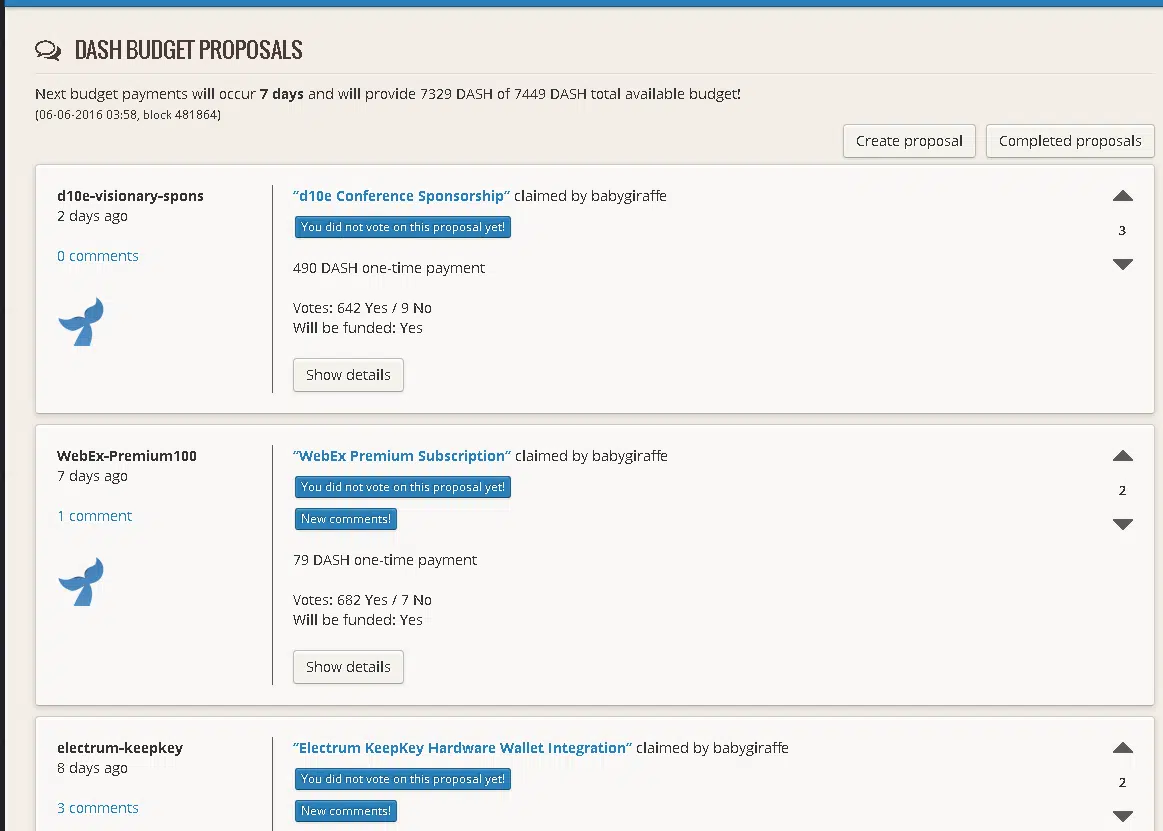 DASH BUDGET PROPOSALS
Next budget payments will occur 7 days and will provide 7329 DASH of 7449 DASH total available budget!
(06-06-2016 03:58, block 481864)
Create proposal
Completed proposals
d10e-visionary-spons
2 days ago
0 comments
"d10e Conference Sponsorship" claimed by babygiraffe
You did not vote on this proposal yet!
490 DASH one-time payment
Votes: 642 Yes / 9 No
Will be funded: Yes
Show details
3
WebEx-Premium100
7 days ago
1 comment
"WebEx Premium Subscription" claimed by babygiraffe
You did not vote on this proposal yet!
New comments!
79 DASH one-time payment
Votes: 682 Yes / 7 No
Will be funded: Yes
Show details
2
electrum-keepkey
8 days ago
3 comments
"Electrum KeepKey Hardware Wallet Integration" claimed by babygiraffe
You did not vote on this proposal yet!
New comments!
2